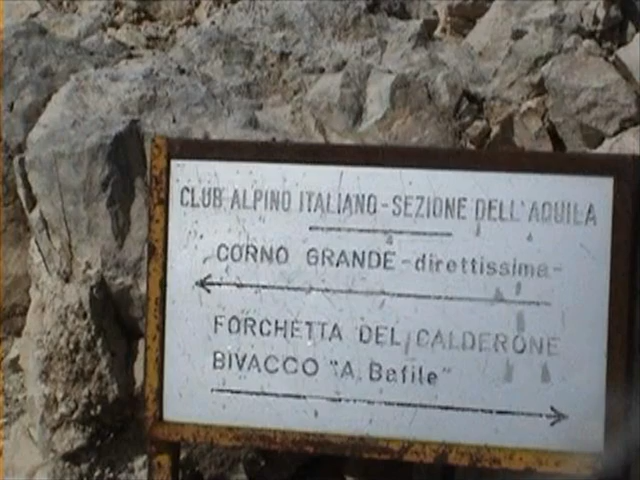 CLUB ALPINO ITALIANO - SEZIONE DELL'AQUILA
CORNO GRANDE - direttissima -
FORCHETTA DEL CALDERONE
BIVACCO "A. Bafile"